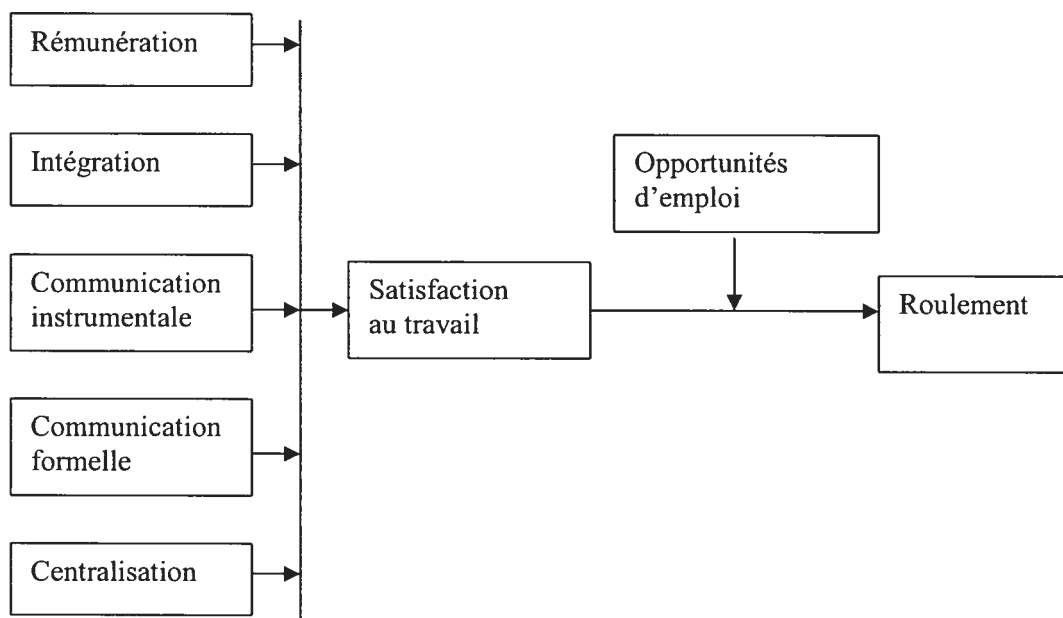 Rémunération
Intégration
Opportunités
d'emploi
Communication
instrumentale
Satisfaction
au travail
Roulement
Communication
formelle
Centralisation